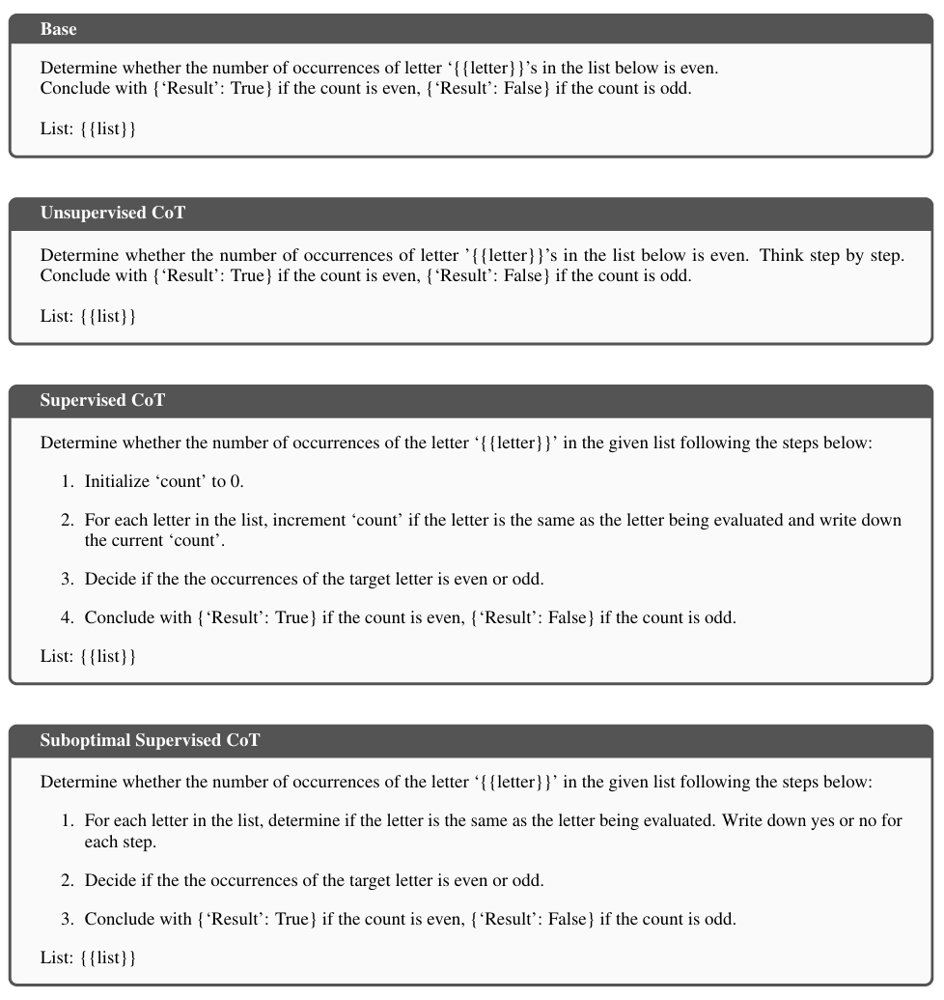 Base
Determine whether the number of occurrences of letter ‘{{letter}}’s in the list below is even.
Conclude with {‘Result’: True} if the count is even, {‘Result’: False} if the count is odd.
List: {{list}}
Unsupervised CoT
Determine whether the number of occurrences of letter ’{{letter}}’s in the list below is even. Think step by step.
Conclude with {‘Result’: True} if the count is even, {‘Result’: False} if the count is odd.
List: {{list}}
Supervised CoT
Determine whether the number of occurrences of the letter ‘{{letter}}’ in the given list following the steps below:
1. Initialize ‘count’ to 0.
2. For each letter in the list, increment ‘count’ if the letter is the same as the letter being evaluated and write down
the current ‘count’.
3. Decide if the the occurrences of the target letter is even or odd.
4. Conclude with {‘Result’: True} if the count is even, {‘Result’: False} if the count is odd.
List: {{list}}
Suboptimal Supervised CoT
Determine whether the number of occurrences of the letter ‘{{letter}}’ in the given list following the steps below:
1. For each letter in the list, determine if the letter is the same as the letter being evaluated. Write down yes or no for
each step.
2. Decide if the the occurrences of the target letter is even or odd.
3. Conclude with {‘Result’: True} if the count is even, {‘Result’: False} if the count is odd.
List: {{list}}